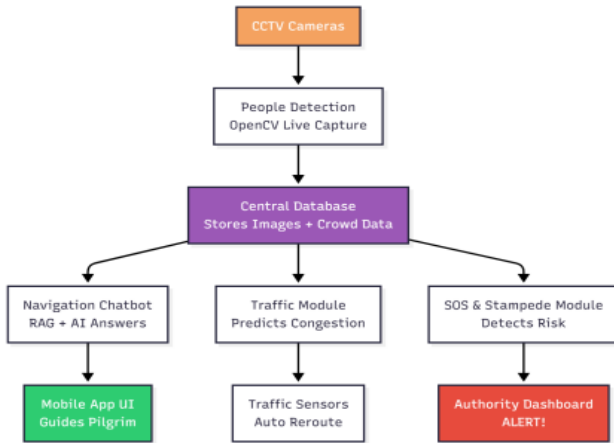 CCTV Cameras
People Detection
OpenCV Live Capture
Central Database
Stores Images + Crowd Data
Navigation Chatbot
RAG + AI Answers
Traffic Module
Predicts Congestion
SOS & Stampede Module
Detects Risk
Mobile App UI
Guides Pilgrim
Traffic Sensors
Auto Reroute
Authority Dashboard
ALERT!